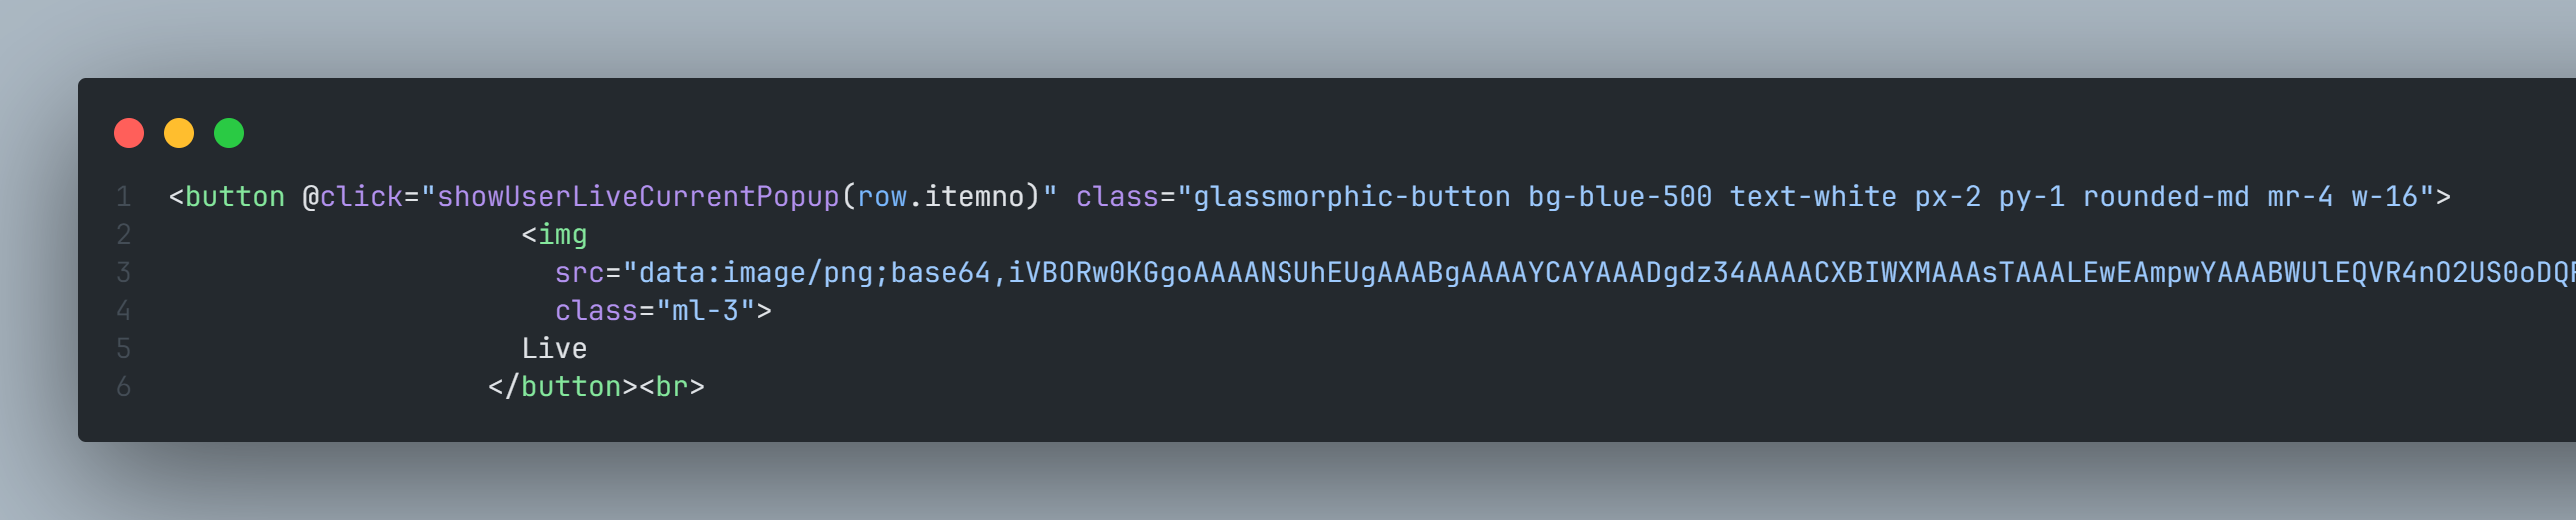 1 <button @click="showUserLiveCurrentPopup(row.itemno)" class="glassmorphic-button bg-blue-500 text-white px-2 py-1 rounded-md mr-4 w-16">
2 <img
3 src="data:image/png;base64,iVBORw0KGgoAAAANSUhEUgAAABgAAAAYCAYAAADgdz34AAAACXBIWXMAAAsTAAALEwEAmpwYAAABWUlEQVR4nO2US0oDQ
4 class="ml-3">
5 Live
6 </button><br>